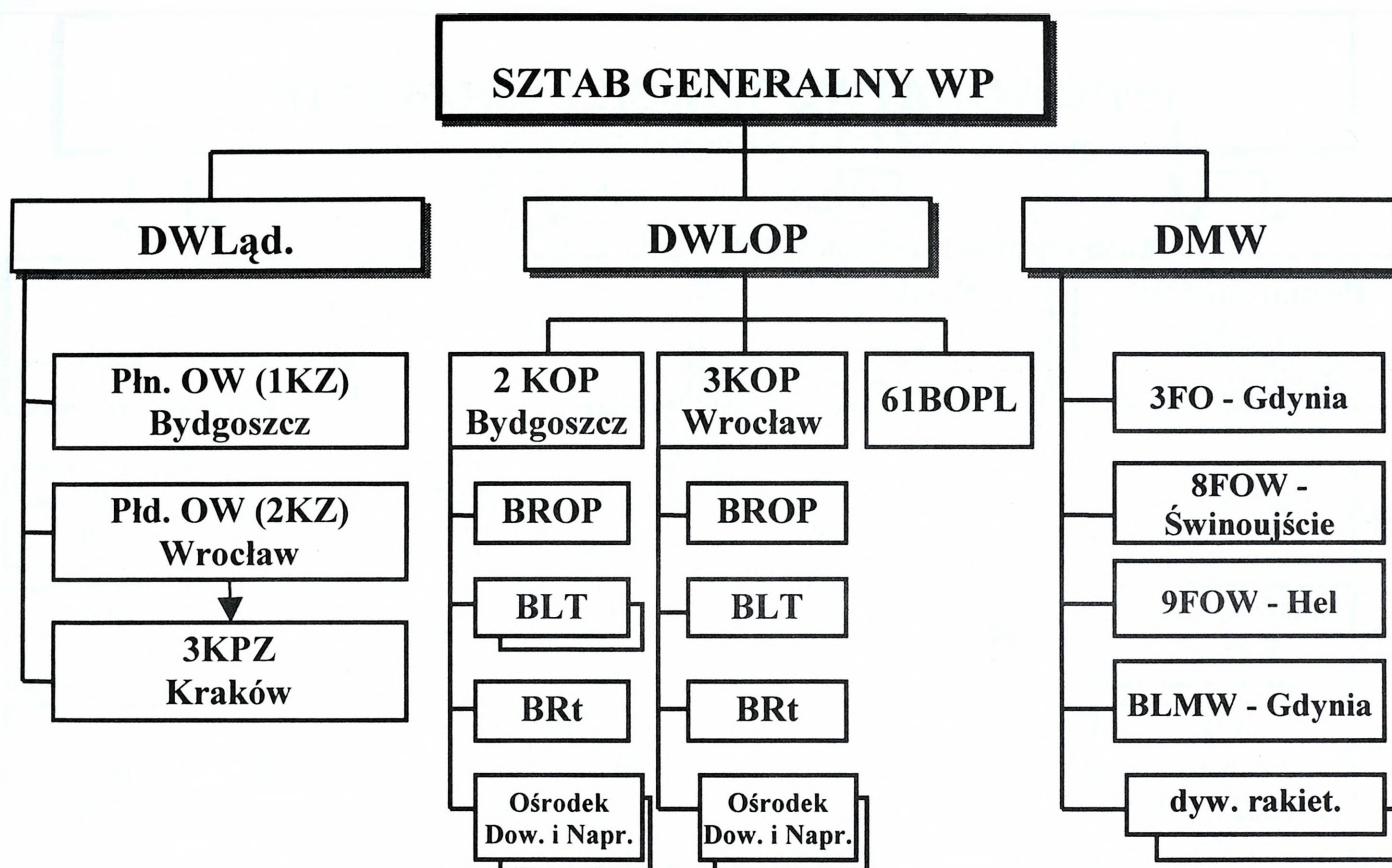 SZTAB GENERALNY WP
DWLąd.
DWLOP
DMW
Płn. OW (1KZ)
Bydgoszcz
Płd. OW (2KZ)
Wrocław
3KPZ
Kraków
2 KOP
Bydgoszcz
BROP
BLT
BRt
Ośrodek
Dow. i Napr.
3KOP
Wrocław
BROP
BLT
BRt
Ośrodek
Dow. i Napr.
61BOPL
3FO - Gdynia
8FOW -
Świnoujście
9FOW - Hel
BLMW - Gdynia
dyw. rakiet.